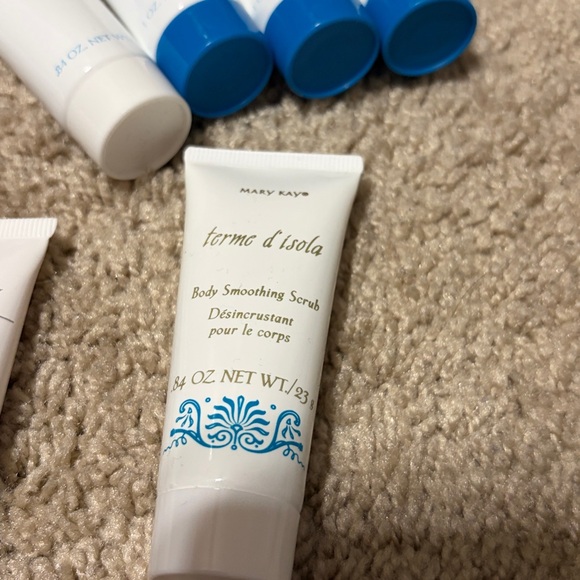 .84 OZ. NET W
MARY KAY®
terme d'isola
Body Smoothing Scrub
Désincrustant
pour le corps
.84 OZ. NET WT./23 g